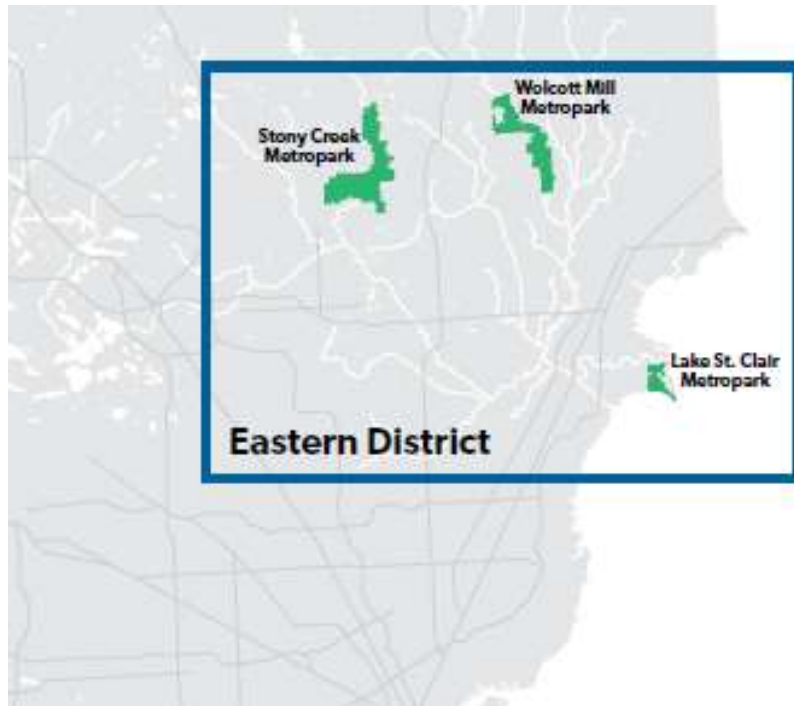 Wolcott Mill
Metropark
Stony Creek
Metropark
Lake St. Clair
Metropark
Eastern District